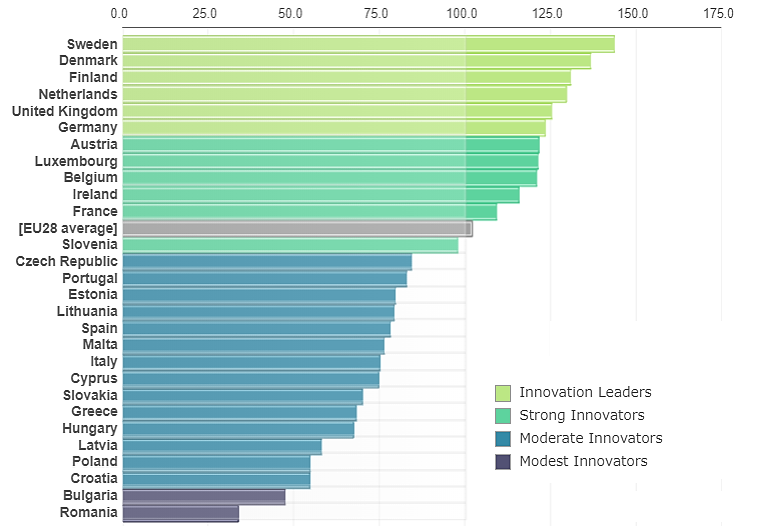 0.0 25.0 50.0 75.0 100.0 125.0 150.0 175.0
Sweden
Denmark
Finland
Netherlands
United Kingdom
Germany
Austria
Luxembourg
Belgium
Ireland
France
[EU28 average]
Slovenia
Czech Republic
Portugal
Estonia
Lithuania
Spain
Malta
Italy
Cyprus
Slovakia
Greece
Hungary
Latvia
Poland
Croatia
Bulgaria
Romania
Innovation Leaders
Strong Innovators
Moderate Innovators
Modest Innovators